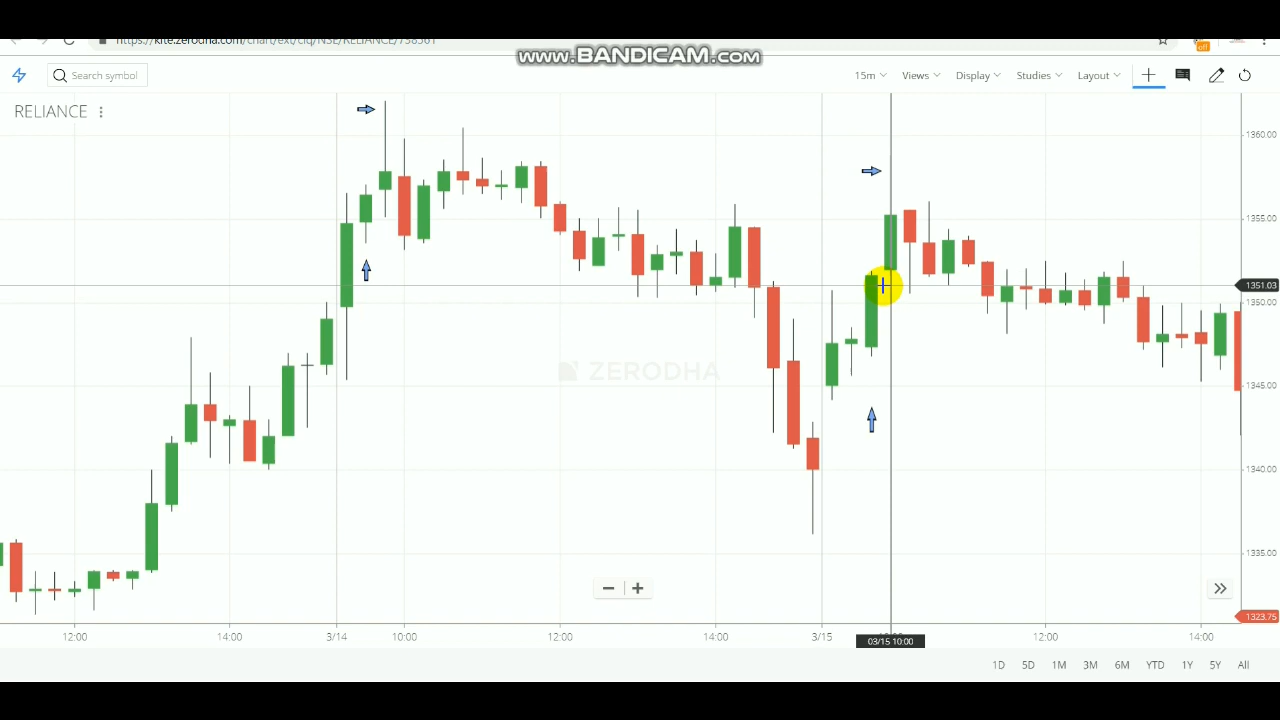 https://kite.zerodha.com/chart/ext/ciq/NSE/RELIANCE/738561
www.BANDICAM.com
off
Search symbol
15m Views Display Studies Layout
RELIANCE
1360.00
1355.00
1351.03
1350.00
ZERODHA
1345.00
1340.00
1335.00
1323.75
12:00 14:00 3/14 10:00 12:00 14:00 3/15 12:00 14:00
03/15 10:00
1D 5D 1M 3M 6M YTD 1Y 5Y All